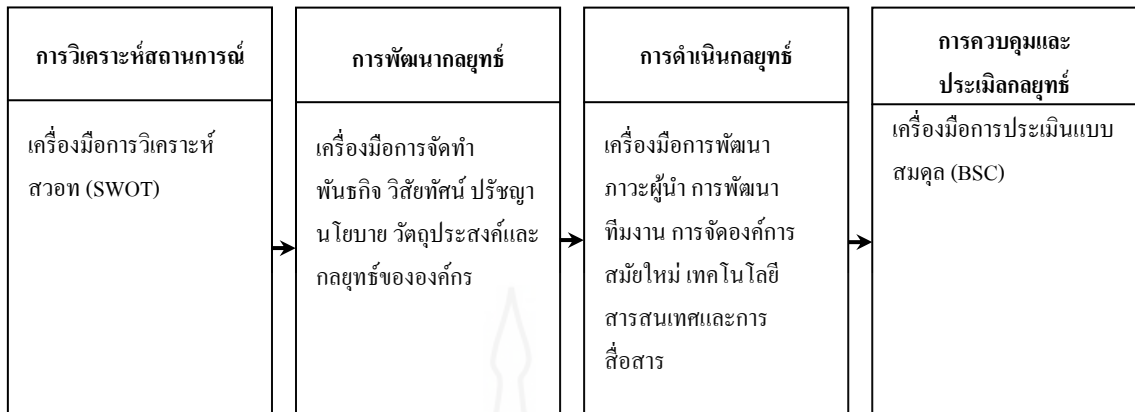 การวิเคราะห์สถานการณ์
เครื่องมือการวิเคราะห์
สวอท (SWOT)
การพัฒนากลยุทธ์
เครื่องมือการจัดทำ
พันธกิจ วิสัยทัศน์ ปรัชญา
นโยบาย วัตถุประสงค์และ
กลยุทธ์ขององค์กร
การดำเนินกลยุทธ์
เครื่องมือการพัฒนา
ภาวะผู้นำ การพัฒนา
ทีมงาน การจัดองค์การ
สมัยใหม่ เทคโนโลยี
สารสนเทศและการ
สื่อสาร
การควบคุมและ
ประเมิลกลยุทธ์
เครื่องมือการประเมินแบบ
สมดุล (BSC)